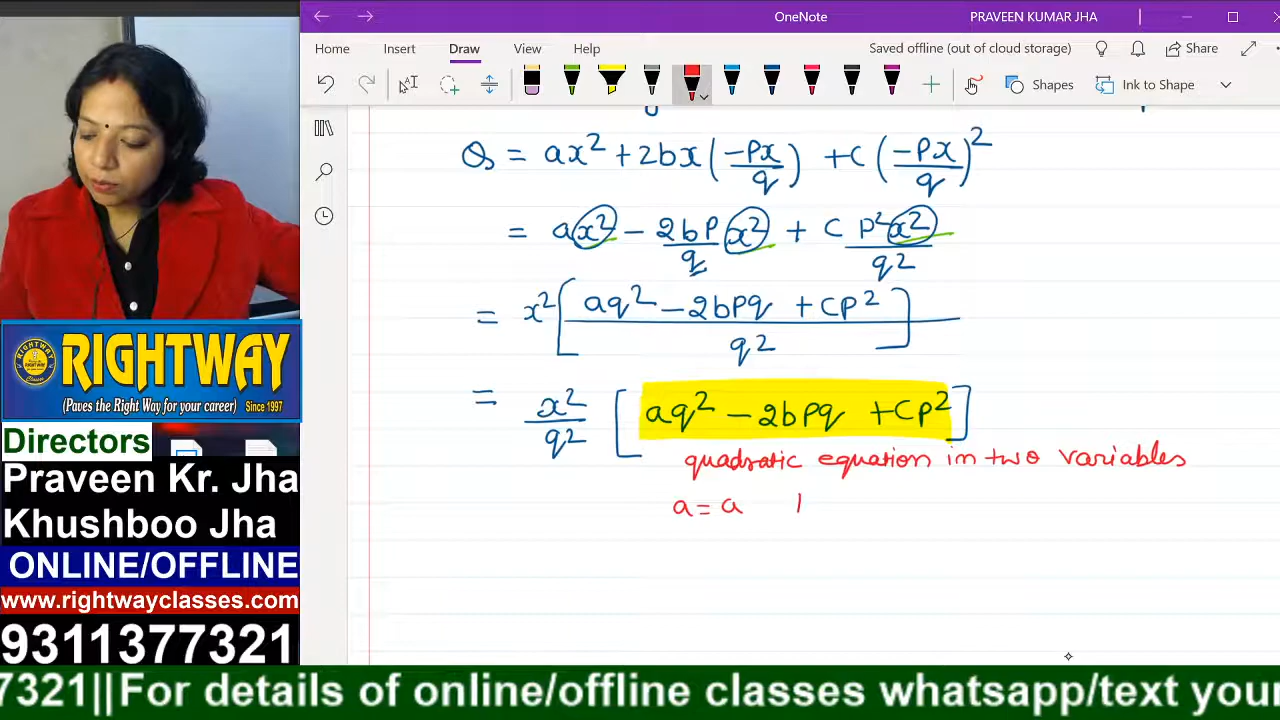 OneNote
PRAVEEN KUMAR JHA
Home Insert Draw View Help
Saved offline (out of cloud storage)
Share
Shapes
Ink to Shape
Q = ax² + 2bx (-px/q) + c (-px/q)²
= ax² - 2bp/q x² + c p²x²/q²
= x² [ aq² - 2bpq + cp² / q² ]
= x²/q² [ aq² - 2bpq + cp² ]
quadratic equation in two variables
a = a
RIGHTWAY
(Paves the Right Way for your career) Since 1997
Directors
Praveen Kr. Jha
Khushboo Jha
ONLINE/OFFLINE
www.rightwayclasses.com
9311377321
7321||For details of online/offline classes whatsapp/text your